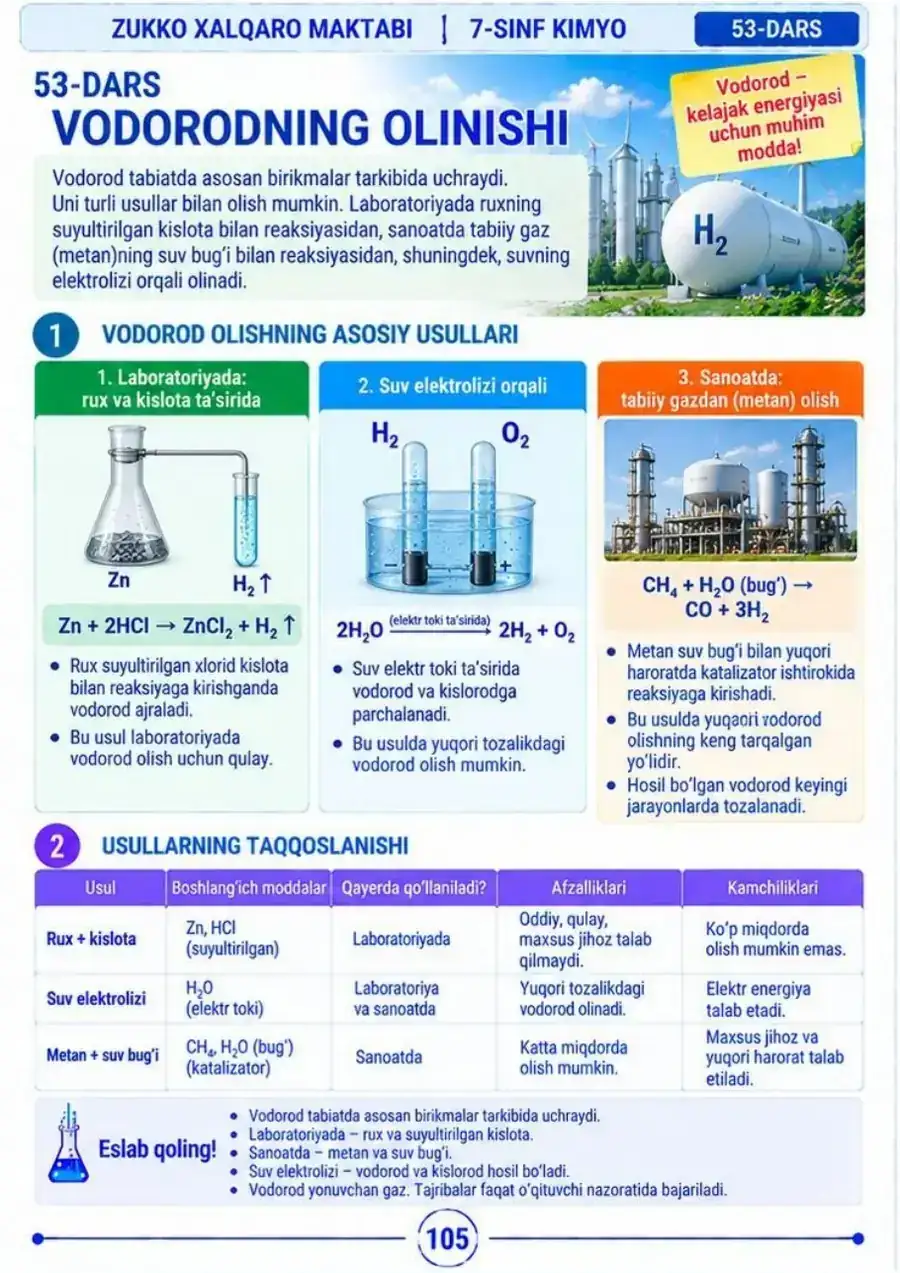 ZUKKO XALQARO MAKTABI | 7-SINF KIMYO
53-DARS
53-DARS
VODORODNING OLINISHI
Vodorod –
kelajak energiyasi
uchun muhim
modda!
Vodorod tabiatda asosan birikmalar tarkibida uchraydi.
Uni turli usullar bilan olish mumkin. Laboratoriyada ruxning
suyultirilgan kislota bilan reaksiyasidan, sanoatda tabiiy gaz
(metan)ning suv bug‘i bilan reaksiyasidan, shuningdek, suvning
elektrolizi orqali olinadi.
H₂
1 VODOROD OLISHNING ASOSIY USULLARI
1. Laboratoriyada:
rux va kislota ta’sirida
Zn
H₂ ↑
Zn + 2HCl → ZnCl₂ + H₂ ↑
• Rux suyultirilgan xlorid kislota
bilan reaksiyaga kirishganda
vodorod ajraladi.
• Bu usul laboratoriyada
vodorod olish uchun qulay.
2. Suv elektrolizi orqali
H₂ O₂
– +
(elektr toki ta’sirida)
2H₂O → 2H₂ + O₂
• Suv elektr toki ta’sirida
vodorod va kislorodga
parchalanadi.
• Bu usulda yuqori tozalikdagi
vodorod olish mumkin.
3. Sanoatda:
tabiiy gazdan (metan) olish
CH₄ + H₂O (bug’) →
CO + 3H₂
• Metan suv bug‘i bilan yuqori
haroratda katalizator ishtirokida
reaksiyaga kirishadi.
• Bu usulda yuqaori vodorod
olishning keng tarqalgan
yo‘lidir.
• Hosil bo‘lgan vodorod keyingi
jarayonlarda tozalanadi.
2 USULLARNING TAQQOSLANISHI
Usul Boshlang‘ich moddalar Qayerda qo‘llaniladi? Afzalliklari Kamchiliklari
Rux + kislota
Zn, HCl
(suyultirilgan)
Laboratoriyada
Oddiy, qulay,
maxsus jihoz talab
qilmaydi.
Ko‘p miqdorda
olish mumkin emas.
Suv elektrolizi
H₂O
(elektr toki)
Laboratoriya
va sanoatda
Yuqori tozalikdagi
vodorod olinadi.
Elektr energiya
talab etadi.
Metan + suv bug‘i
CH₄, H₂O (bug’)
(katalizator)
Sanoatda
Katta miqdorda
olish mumkin.
Maxsus jihoz va
yuqori harorat talab
etiladi.
Eslab qoling!
• Vodorod tabiatda asosan birikmalar tarkibida uchraydi.
• Laboratoriyada – rux va suyultirilgan kislota.
• Sanoatda – metan va suv bug‘i.
• Suv elektrolizi – vodorod va kislorod hosil bo‘ladi.
• Vodorod yonuvchan gaz. Tajribalar faqat o‘qituvchi nazoratida bajariladi.
105